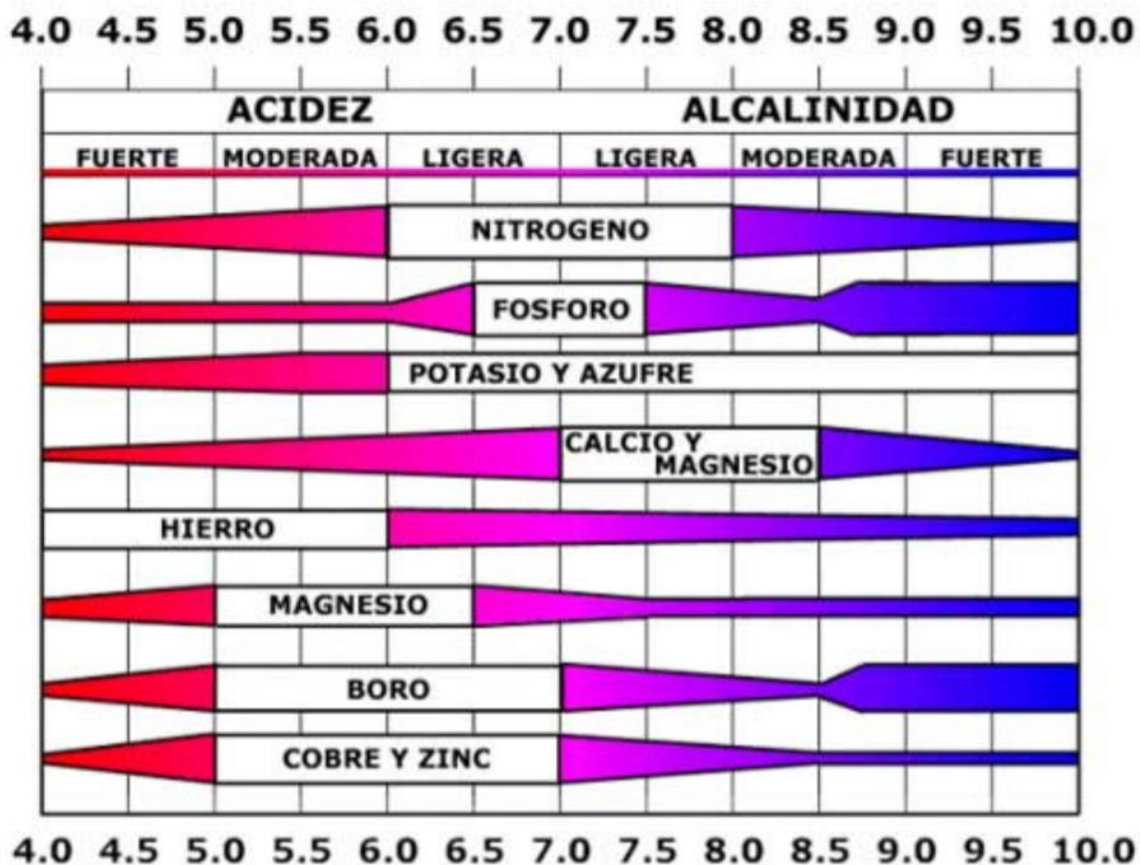 4.0 4.5 5.0 5.5 6.0 6.5 7.0 7.5 8.0 8.5 9.0 9.5 10.0
ACIDEZ ALCALINIDAD
FUERTE MODERADA LIGERA LIGERA MODERADA FUERTE
NITROGENO
FOSFORO
POTASIO Y AZUFRE
CALCIO Y
MAGNESIO
HIERRO
MAGNESIO
BORO
COBRE Y ZINC
4.0 4.5 5.0 5.5 6.0 6.5 7.0 7.5 8.0 8.5 9.0 9.5 10.0